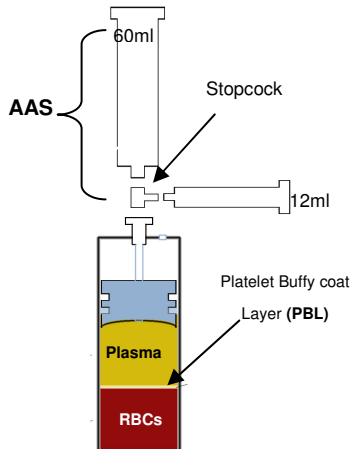 60ml
AAS
Stopcock
12ml
Platelet Buffy coat
Layer (PBL)
Plasma
RBCs